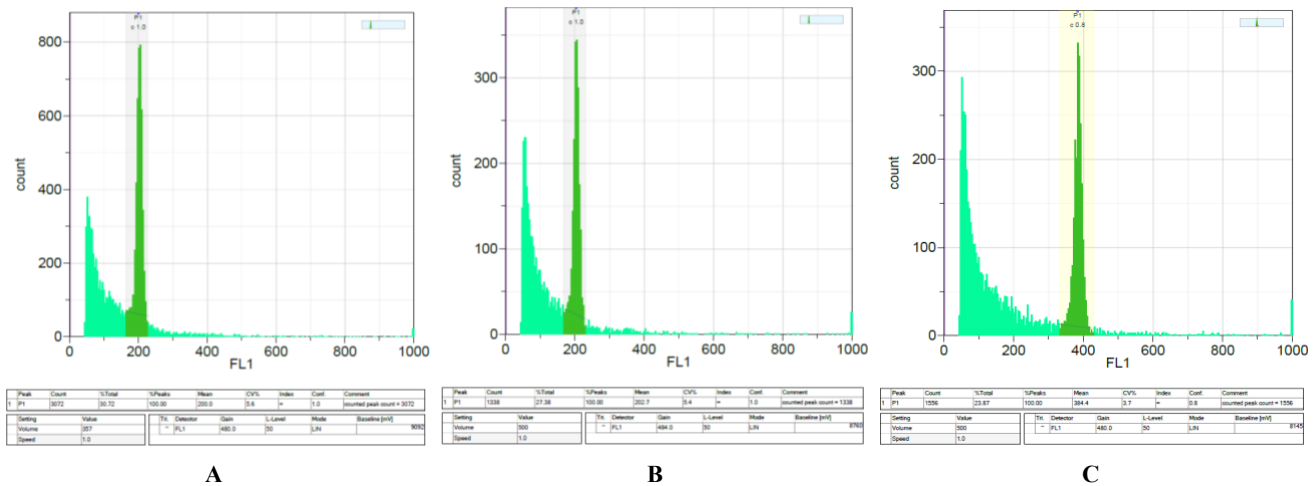 P1
c 1.0
800
600
400
200
0
count
0 200 400 600 800 1000
FL1
Peak Count %Total %Peaks Mean CV% Index Conf. Comment
1 P1 3072 30.72 100.00 200.0 5.6 = 1.0 counted peak count = 3072
Setting Value
Volume 357
Speed 1.0
Tri. Detector Gain L-Level Mode Baseline [mV]
~ FL1 480.0 50 LIN 9092
A
P1
c 1.0
300
200
100
0
count
0 200 400 600 800 1000
FL1
Peak Count %Total %Peaks Mean CV% Index Conf. Comment
1 P1 1338 27.38 100.00 202.7 5.4 = 1.0 counted peak count = 1338
Setting Value
Volume 500
Speed 1.0
Tri. Detector Gain L-Level Mode Baseline [mV]
~ FL1 484.0 50 LIN 8760
B
P1
c 0.8
300
200
100
0
count
0 200 400 600 800 1000
FL1
Peak Count %Total %Peaks Mean CV% Index Conf. Comment
1 P1 1556 23.87 100.00 384.4 3.7 = 0.8 counted peak count = 1556
Setting Value
Volume 500
Speed 1.0
Tri. Detector Gain L-Level Mode Baseline [mV]
~ FL1 480.0 50 LIN 8145
C